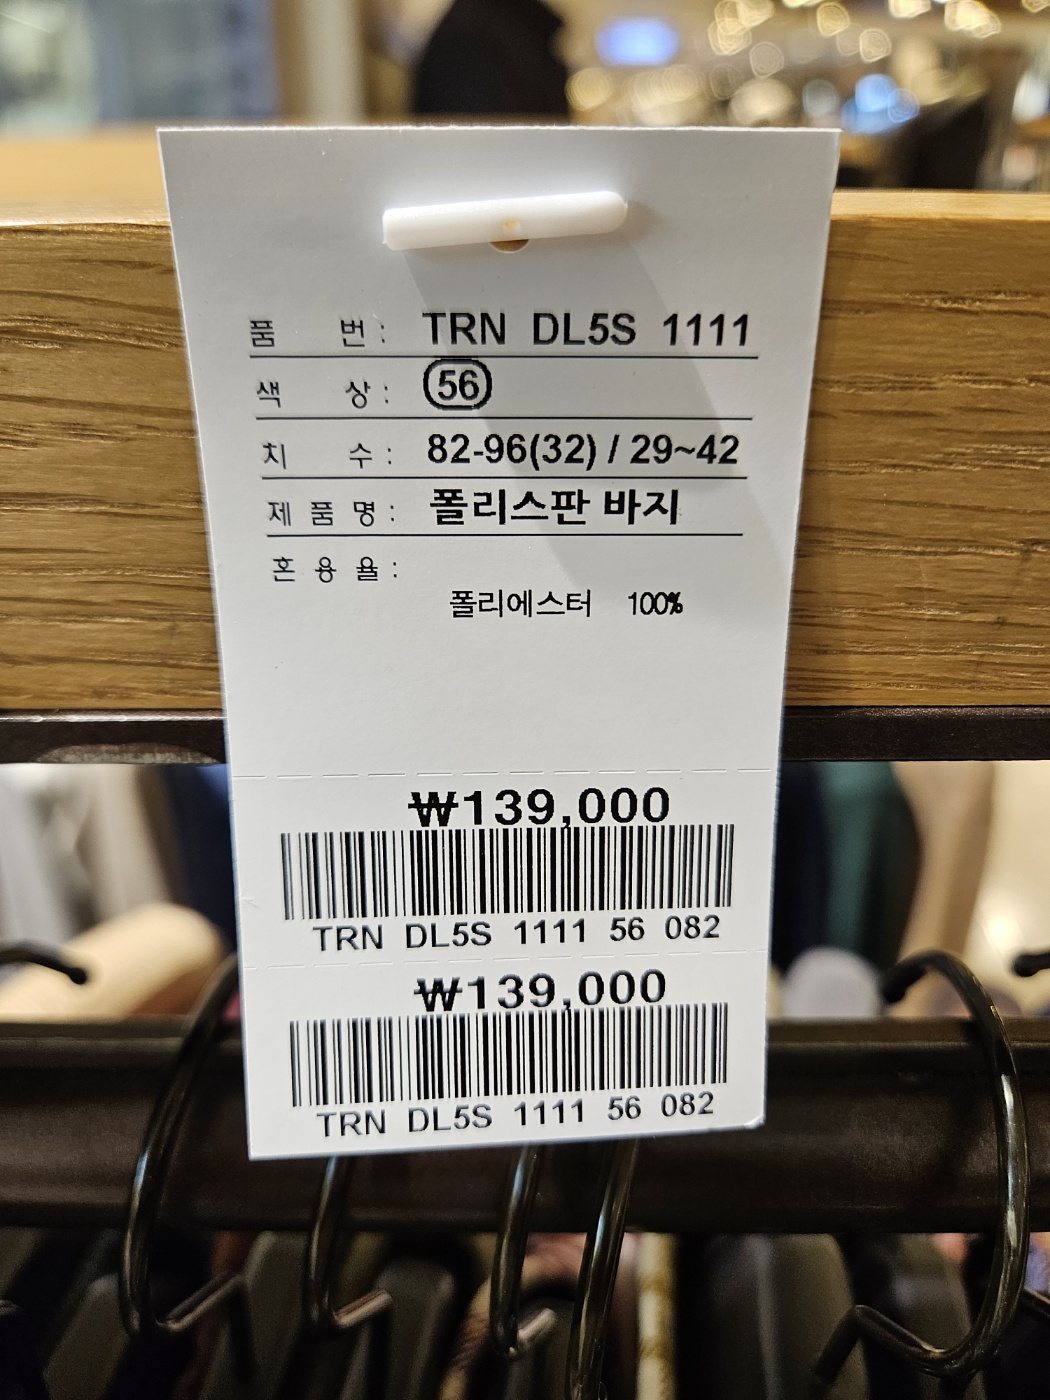 품 번 : TRN DL5S 1111
색 상 : 56
치 수 : 82-96(32) / 29~42
제 품 명 : 폴리스판 바지
혼 용 율 :
폴리에스터 100%
₩139,000
TRN DL5S 1111 56 082
₩139,000
TRN DL5S 1111 56 082